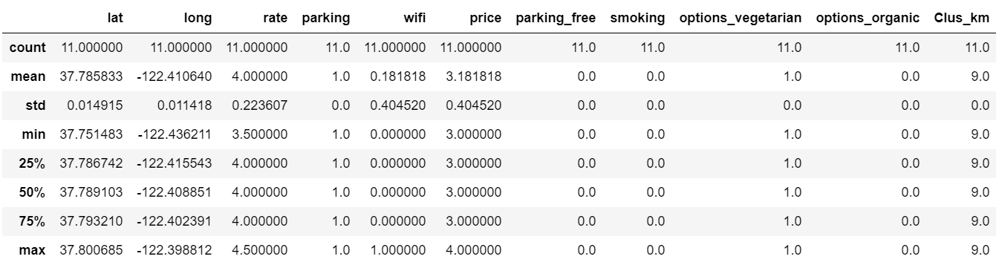 lat long rate parking wifi price parking_free smoking options_vegetarian options_organic Clus_km
count 11.000000 11.000000 11.000000 11.0 11.000000 11.000000 11.0 11.0 11.0 11.0 11.0
mean 37.785833 -122.410640 4.000000 1.0 0.181818 3.181818 0.0 0.0 1.0 0.0 9.0
std 0.014915 0.011418 0.223607 0.0 0.404520 0.404520 0.0 0.0 0.0 0.0 0.0
min 37.751483 -122.436211 3.500000 1.0 0.000000 3.000000 0.0 0.0 1.0 0.0 9.0
25% 37.786742 -122.415543 4.000000 1.0 0.000000 3.000000 0.0 0.0 1.0 0.0 9.0
50% 37.789103 -122.408851 4.000000 1.0 0.000000 3.000000 0.0 0.0 1.0 0.0 9.0
75% 37.793210 -122.402391 4.000000 1.0 0.000000 3.000000 0.0 0.0 1.0 0.0 9.0
max 37.800685 -122.398812 4.500000 1.0 1.000000 4.000000 0.0 0.0 1.0 0.0 9.0